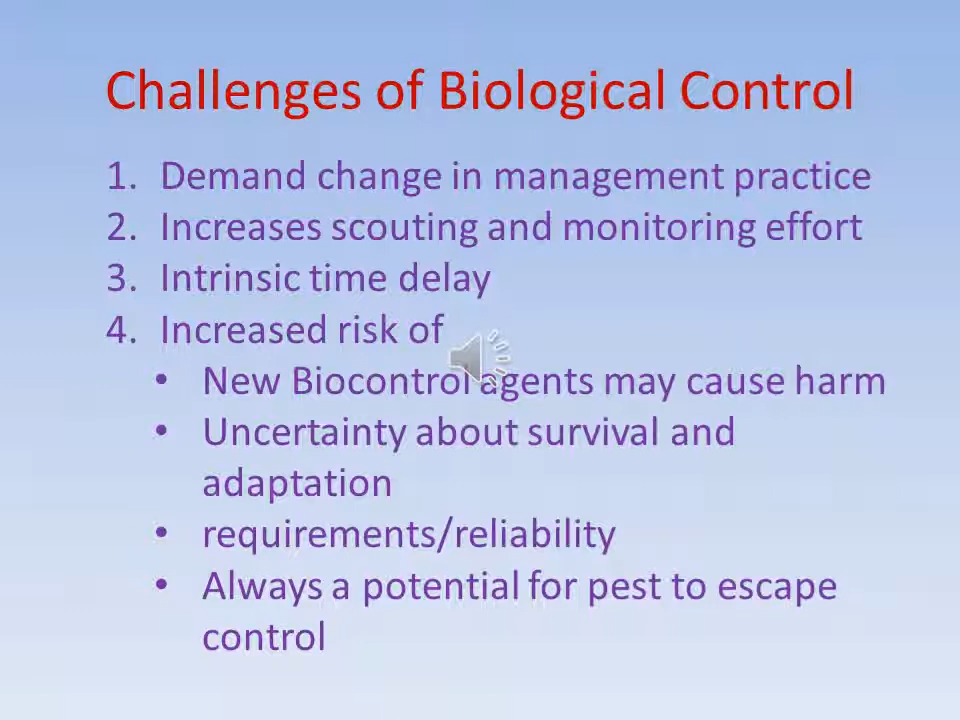 Challenges of Biological Control
1. Demand change in management practice
2. Increases scouting and monitoring effort
3. Intrinsic time delay
4. Increased risk of
• New Biocontrol agents may cause harm
• Uncertainty about survival and
adaptation
• requirements/reliability
• Always a potential for pest to escape
control